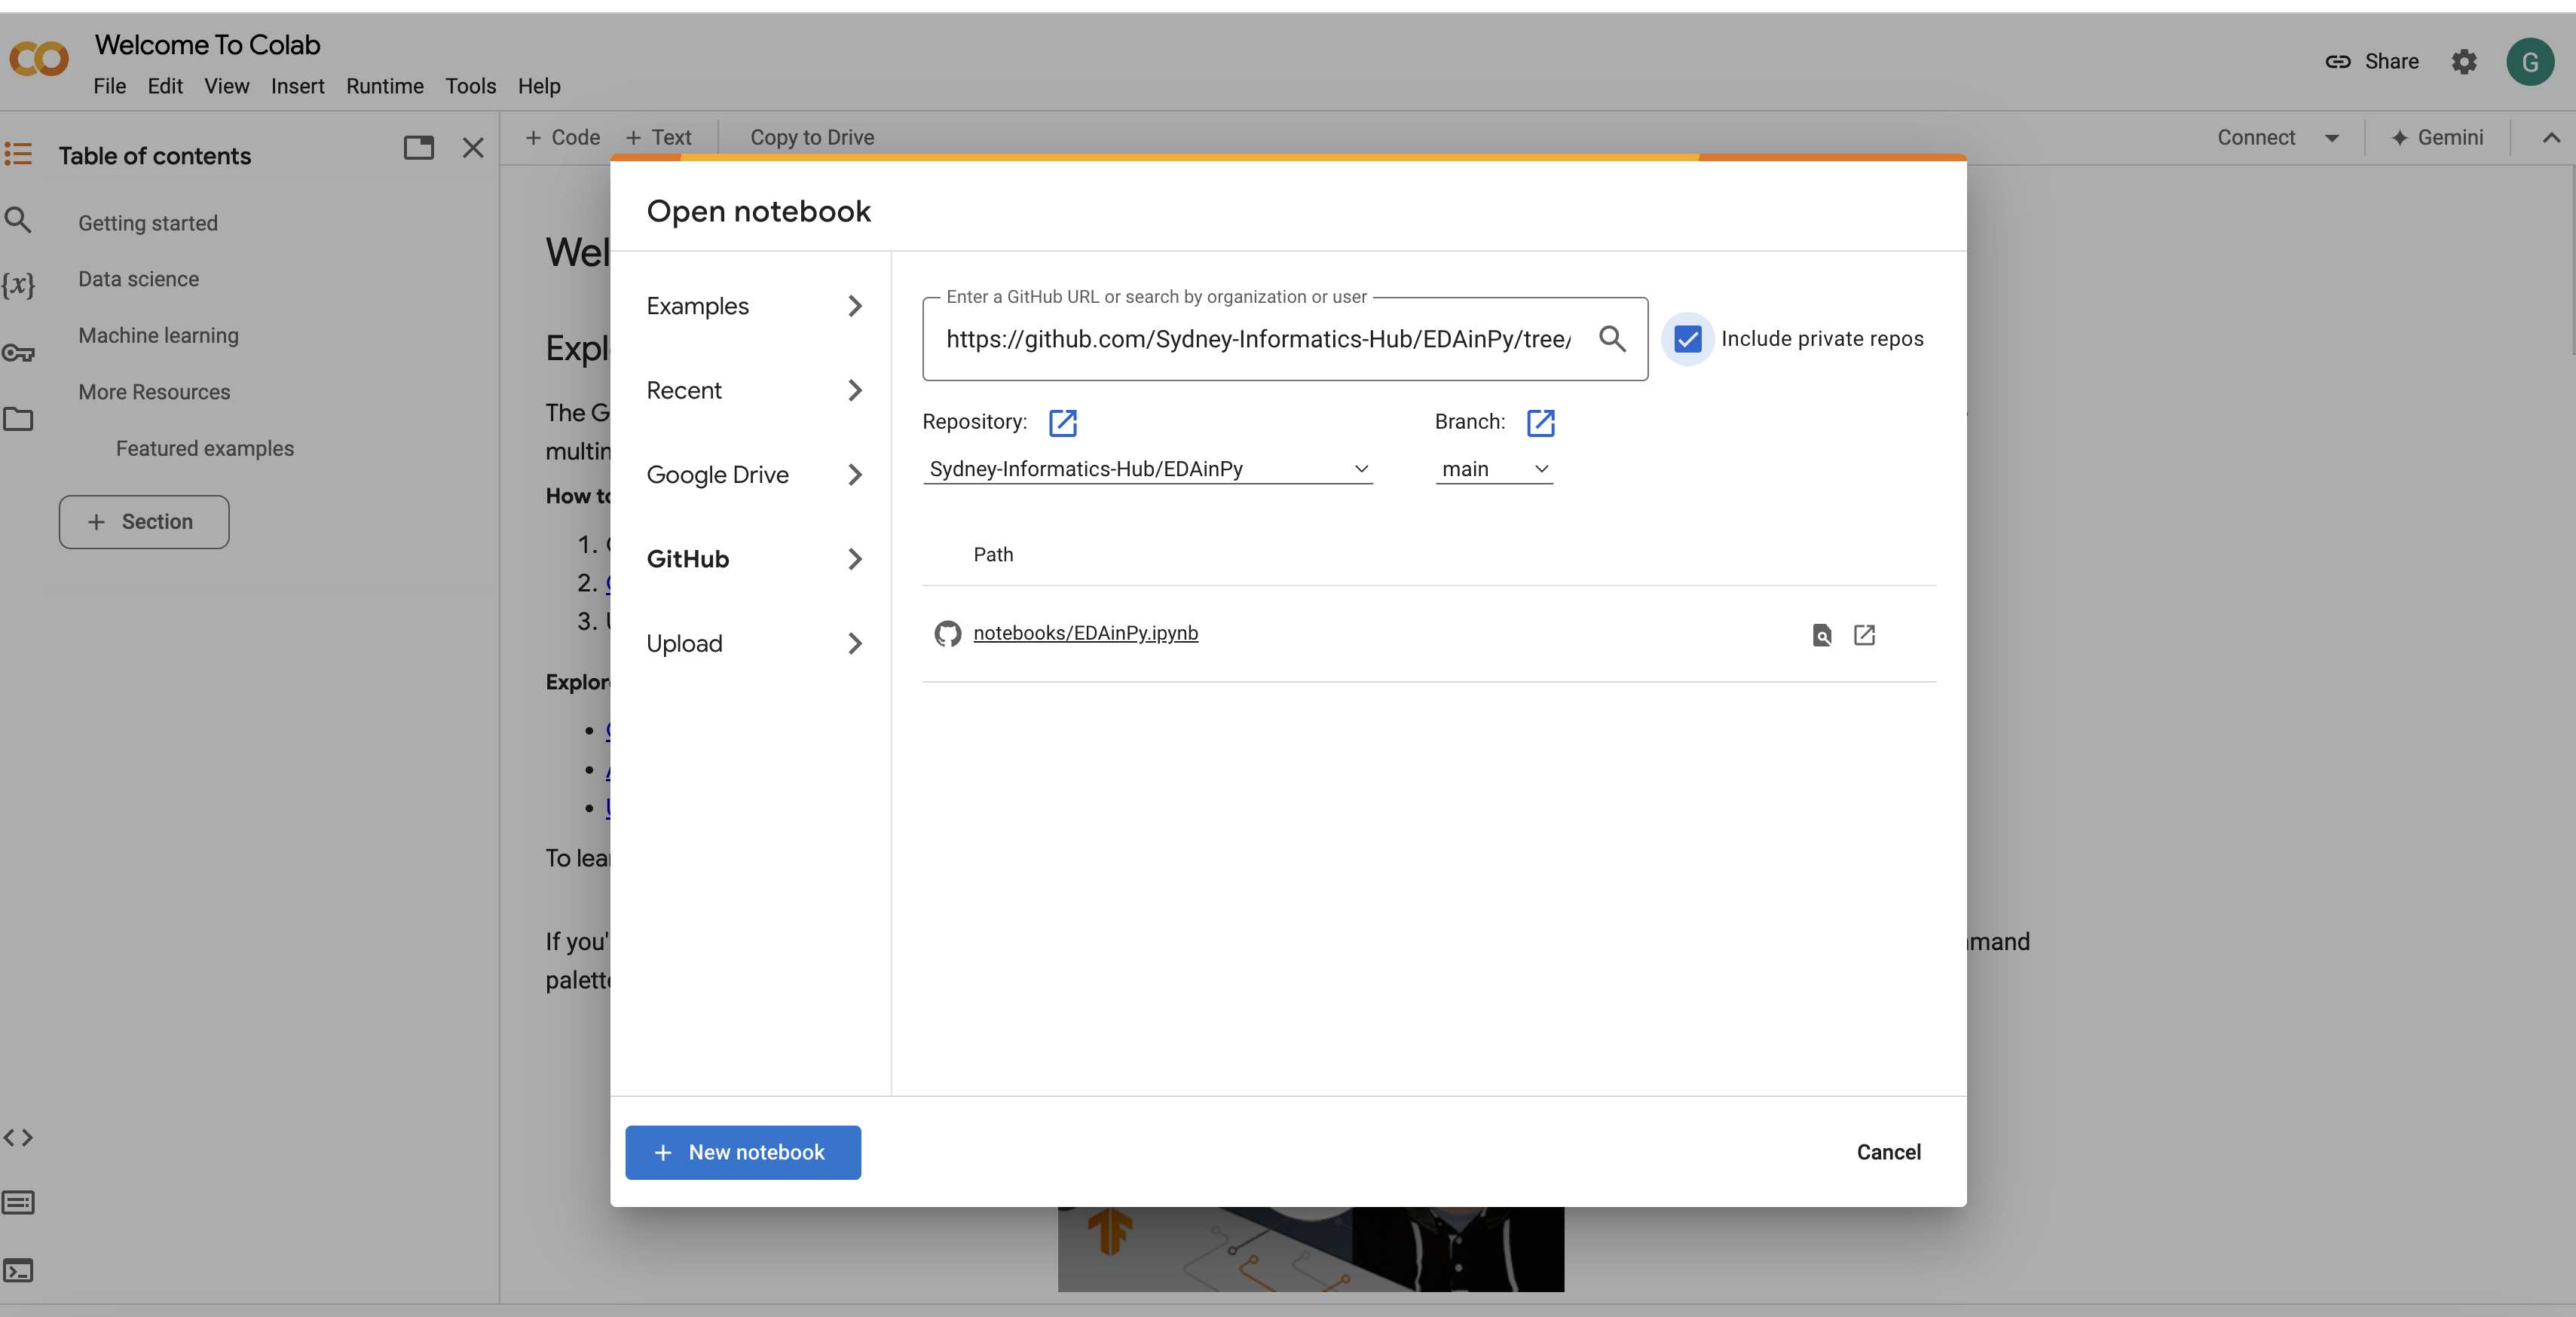 Welcome To Colab
File Edit View Insert Runtime Tools Help
Share
G
Table of contents
+ Code + Text Copy to Drive
Connect Gemini
Getting started
Data science
Machine learning
More Resources
Featured examples
+ Section
{x}
Wel
Expl
The G
multin
How to
1.
2.
3.
Explor
To lea
If you'
palett
mand
Open notebook
Examples
Recent
Google Drive
GitHub
Upload
Enter a GitHub URL or search by organization or user
https://github.com/Sydney-Informatics-Hub/EDAinPy/tree/
Include private repos
Repository: Branch:
Sydney-Informatics-Hub/EDAinPy main
Path
notebooks/EDAinPy.ipynb
+ New notebook
Cancel